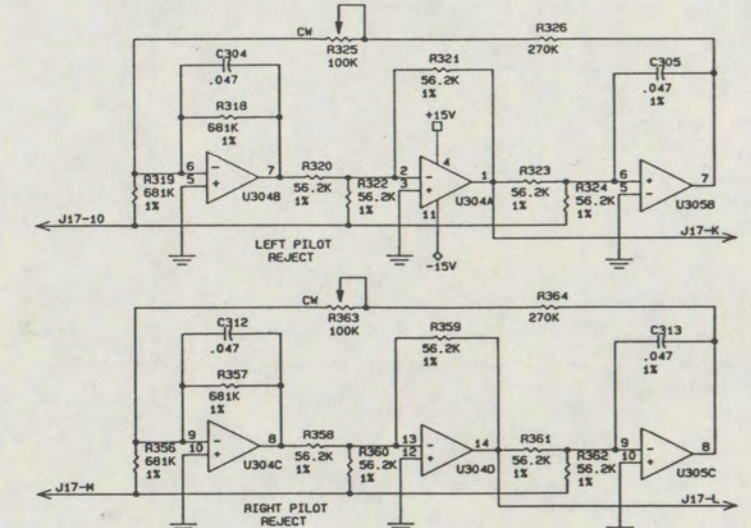 CW R325 100K R326 270K
C304 .047
R318 681K 1%
R321 56.2K 1%
C305 .047 1%
+15V
R319 681K 1%
6 5 7 U304B
R320 56.2K 1%
R322 56.2K 1%
2 3 4 1 11 U304A
R323 56.2K 1%
R324 56.2K 1%
6 5 7 U305B
J17-10
LEFT PILOT
REJECT
-15V
J17-K
CW R363 100K R364 270K
C312 .047
R357 681K 1%
R359 56.2K 1%
C313 .047 1%
R356 681K 1%
9 10 8 U304C
R358 56.2K 1%
R360 56.2K 1%
13 12 14 U304D
R361 56.2K 1%
R362 56.2K 1%
9 10 8 U305C
J17-M
RIGHT PILOT
REJECT
J17-L